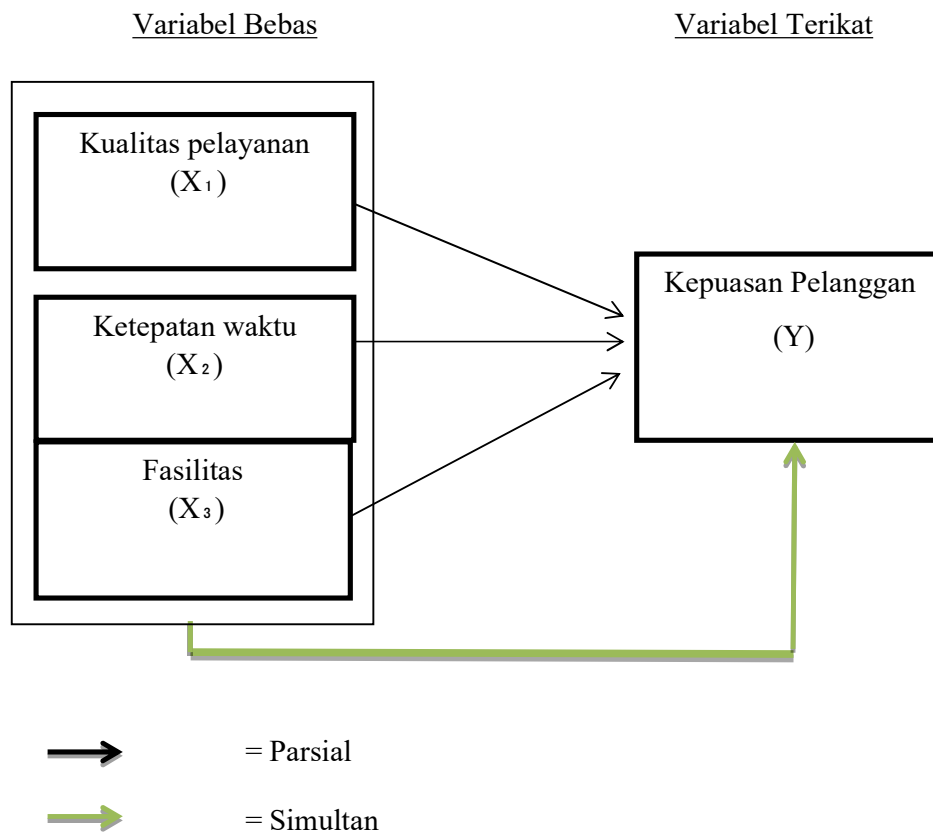 Variabel Bebas
Variabel Terikat
Kualitas pelayanan
(X₁)
Ketepatan waktu
(X₂)
Fasilitas
(X₃)
Kepuasan Pelanggan
(Y)
= Parsial
= Simultan